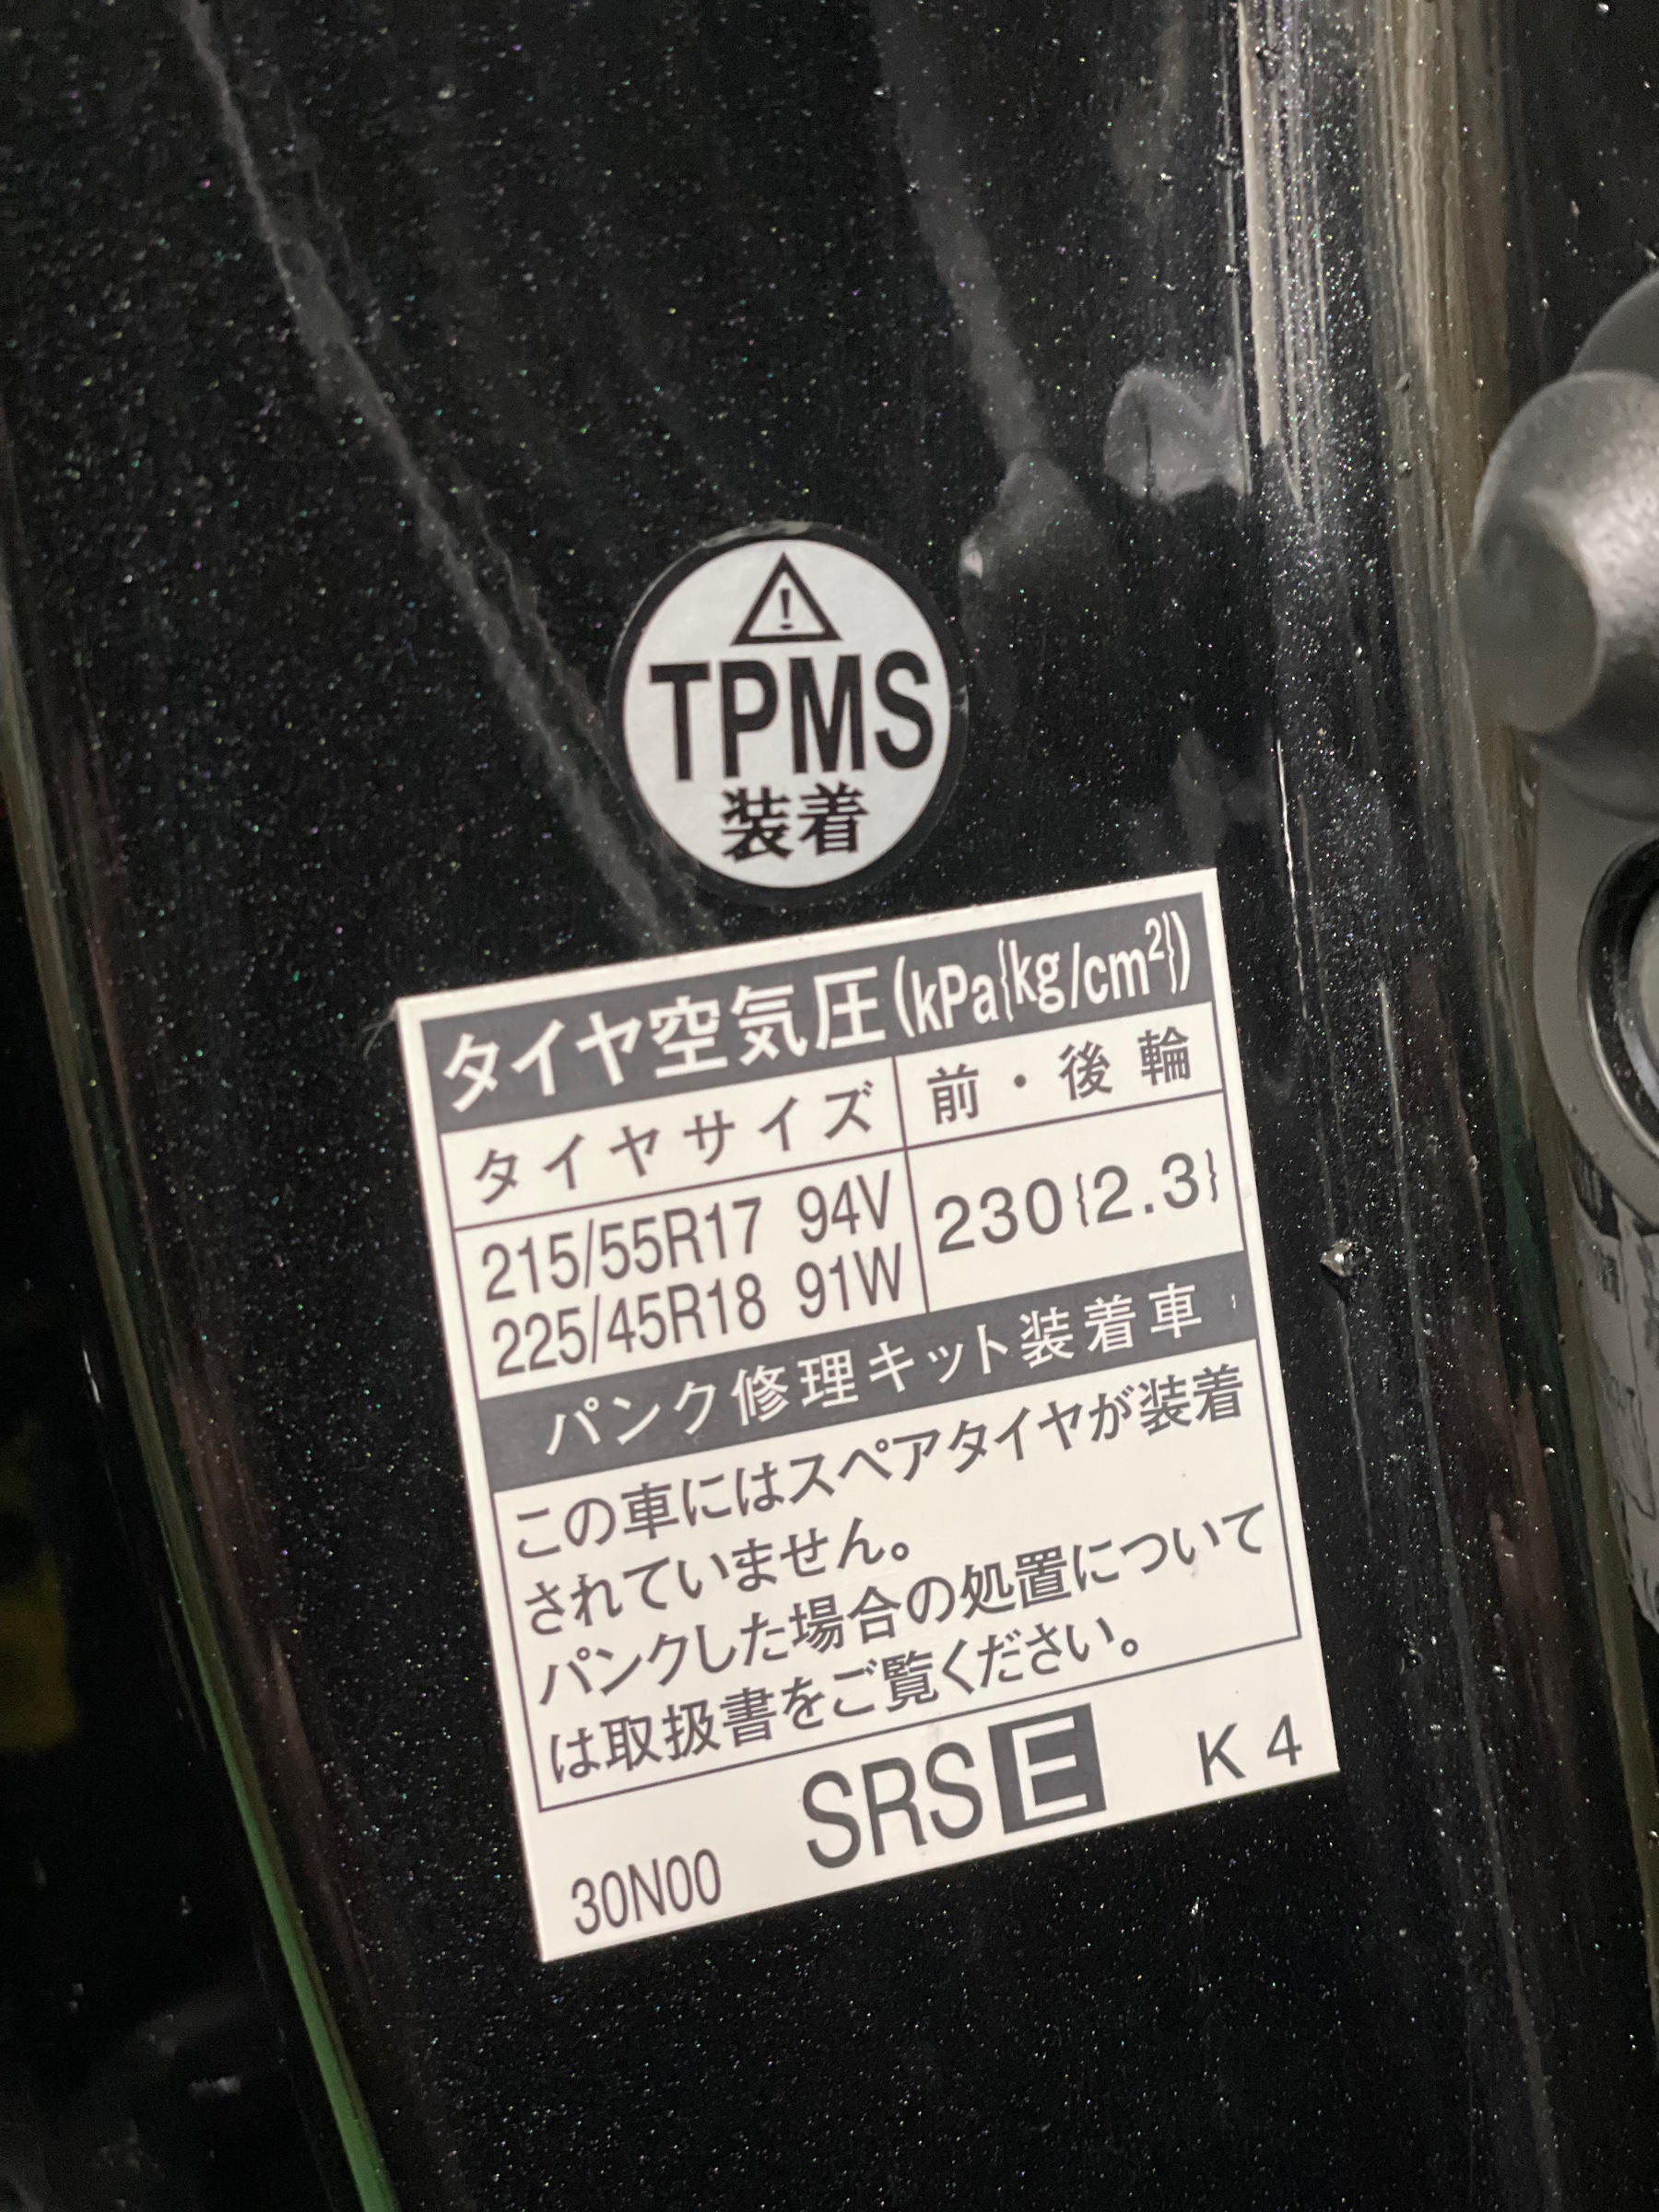 TPMS
装着
タイヤ空気圧(kPa{kg/cm²})
タイヤサイズ 前・後輪
215/55R17 94V 230{2.3}
225/45R18 91W
パンク修理キット装着車
この車にはスペアタイヤが装着
されていません。
パンクした場合の処置について
は取扱書をご覧ください。
30N00 SRS E K4